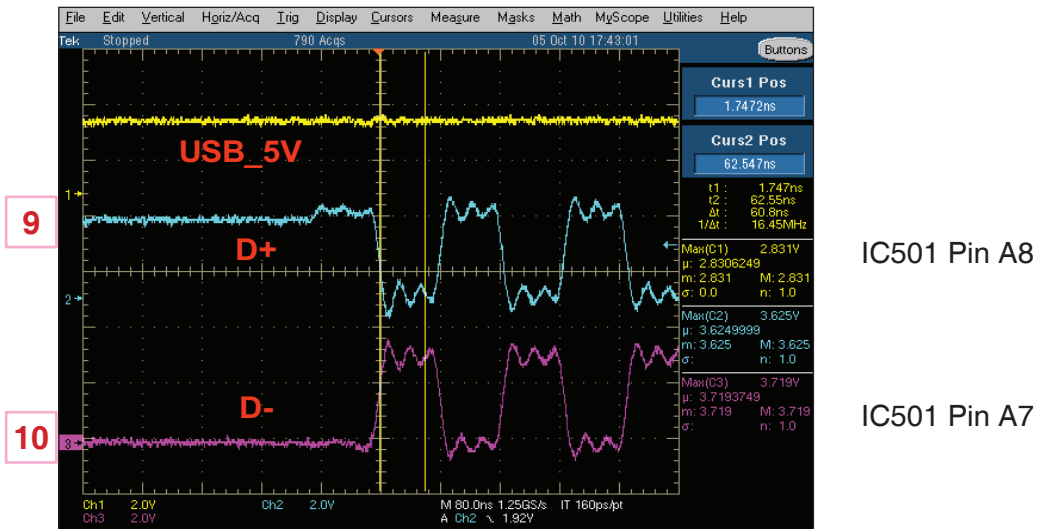 File Edit Vertical Horiz/Acq Trig Display Cursors Measure Masks Math MyScope Utilities Help
Tek Stopped 790 Acqs 05 Oct 10 17:43:01
Buttons
Curs1 Pos
1.7472ns
Curs2 Pos
62.547ns
t1 : 1.747ns
t2 : 62.55ns
Δt : 60.8ns
1/Δt : 16.45MHz
USB_5V
1
9
D+
2
Max(C1) 2.831V
μ: 2.8306249
m: 2.831 M: 2.831
σ: 0.0 n: 1.0
IC501 Pin A8
Max(C2) 3.625V
μ: 3.6249999
m: 3.625 M: 3.625
σ: n: 1.0
Max(C3) 3.719V
μ: 3.7193749
m: 3.719 M: 3.719
σ: n: 1.0
IC501 Pin A7
D-
10
3
Ch1 2.0V Ch2 2.0V M 80.0ns 1.25GS/s IT 160ps/pt
Ch3 2.0V A Ch2 \ 1.92V